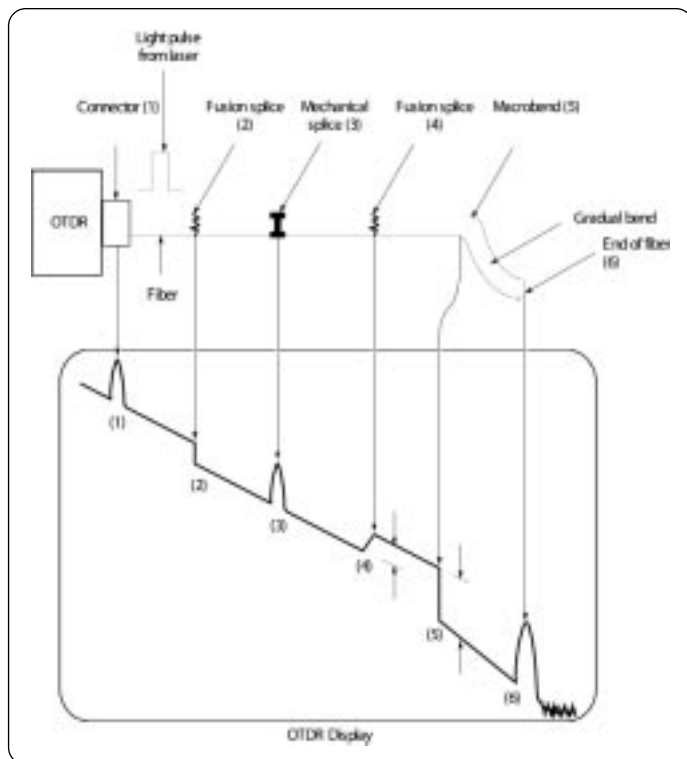 Light pulse
from laser
Connector (1)
Fusion splice
(2)
Mechanical
splice (3)
Fusion splice
(4)
Macrobend (5)
OTDR
Gradual bend
End of fiber
(6)
Fiber
(1)
(2)
(3)
(4)
(5)
(6)
OTDR Display